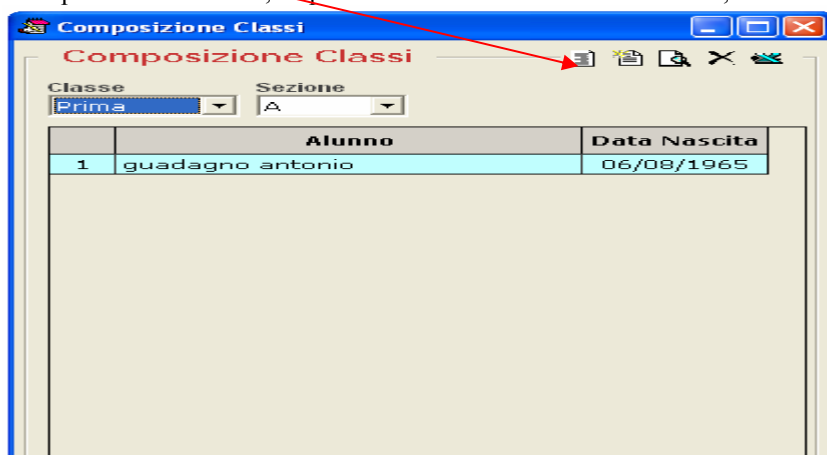 Composizione Classi
Composizione Classi
Classe Sezione
Prima A
Alunno Data Nascita
1 guadagno antonio 06/08/1965